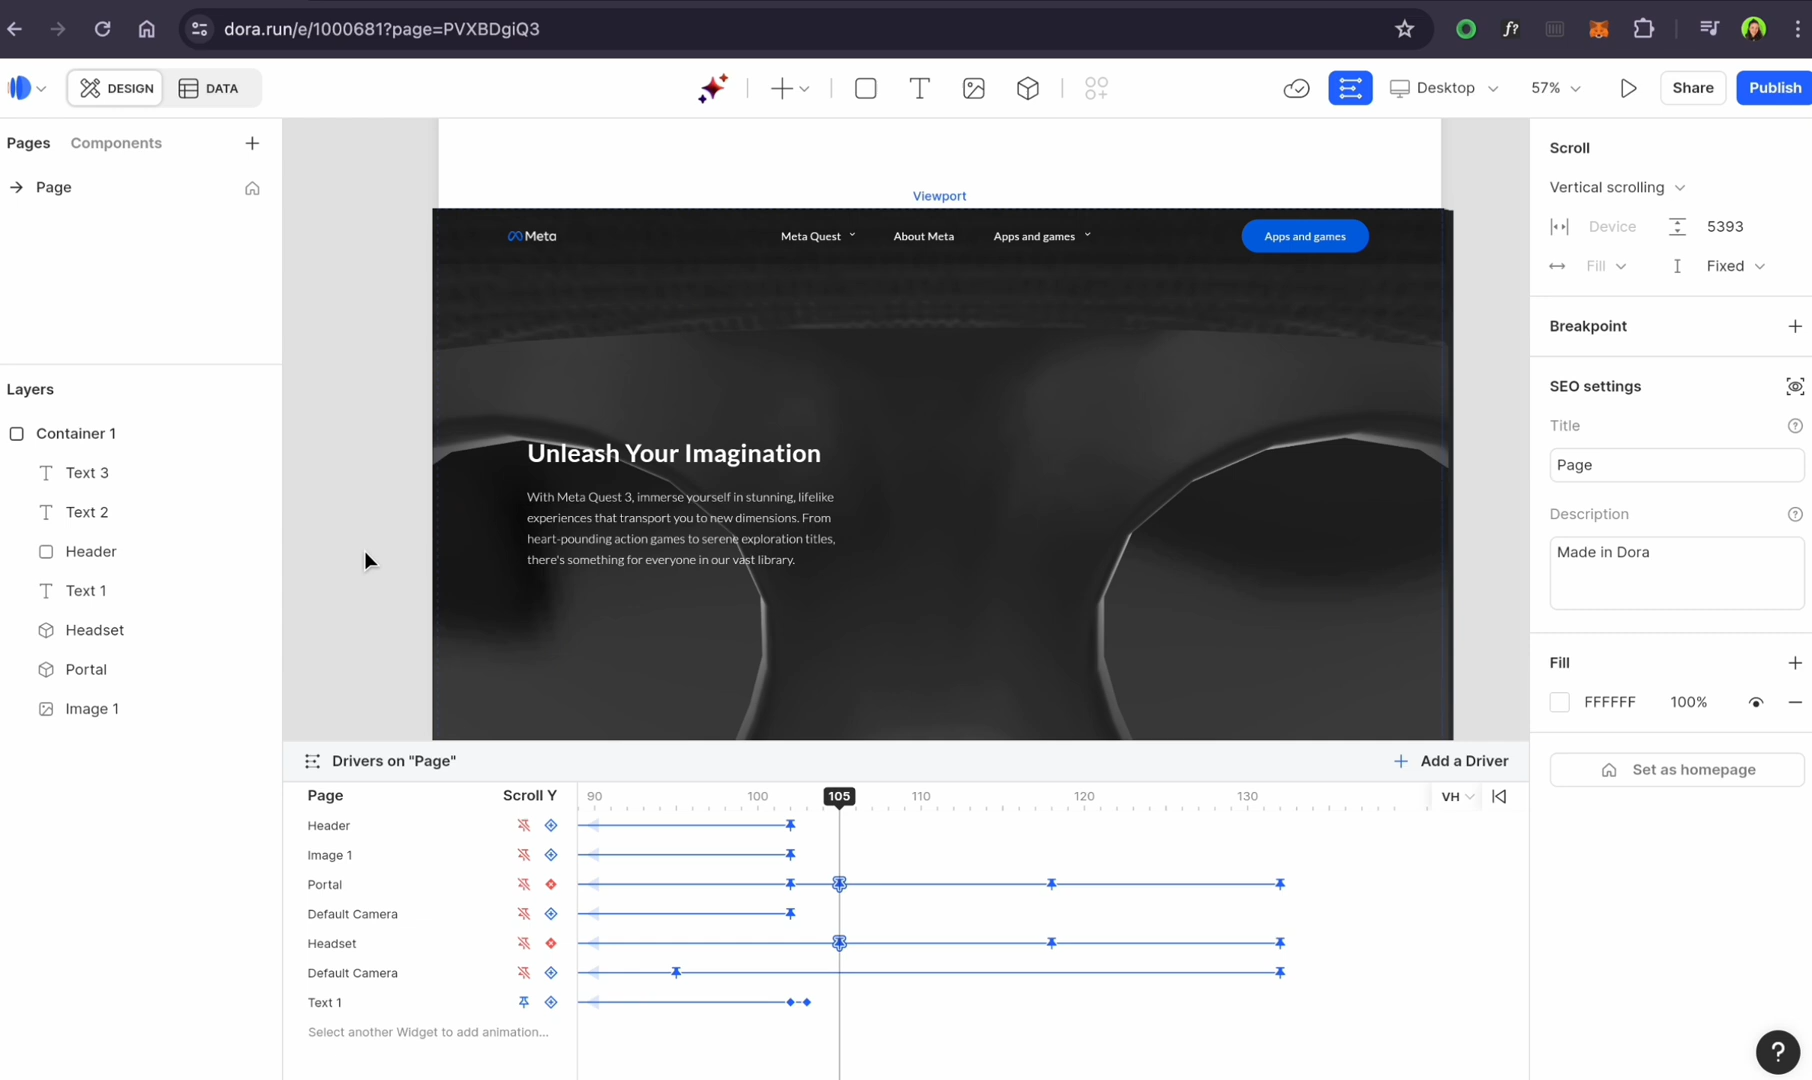 dora.run/e/1000681?page=PVXBDgiQ3
f?
DESIGN
DATA
Desktop
57%
Share
Publish
Pages
Components
Page
Layers
Container 1
Text 3
Text 2
Header
Text 1
Headset
Portal
Image 1
Viewport
Meta
Meta Quest
About Meta
Apps and games
Apps and games
Unleash Your Imagination
With Meta Quest 3, immerse yourself in stunning, lifelike
experiences that transport you to new dimensions. From
heart-pounding action games to serene exploration titles,
there's something for everyone in our vast library.
Scroll
Vertical scrolling
Device
5393
Fill
Fixed
Breakpoint
SEO settings
Title
Page
Description
Made in Dora
Fill
FFFFFF
100%
Set as homepage
Drivers on "Page"
Add a Driver
Page
Scroll Y
90
100
105
110
120
130
VH
Header
Image 1
Portal
Default Camera
Headset
Default Camera
Text 1
Select another Widget to add animation...
?